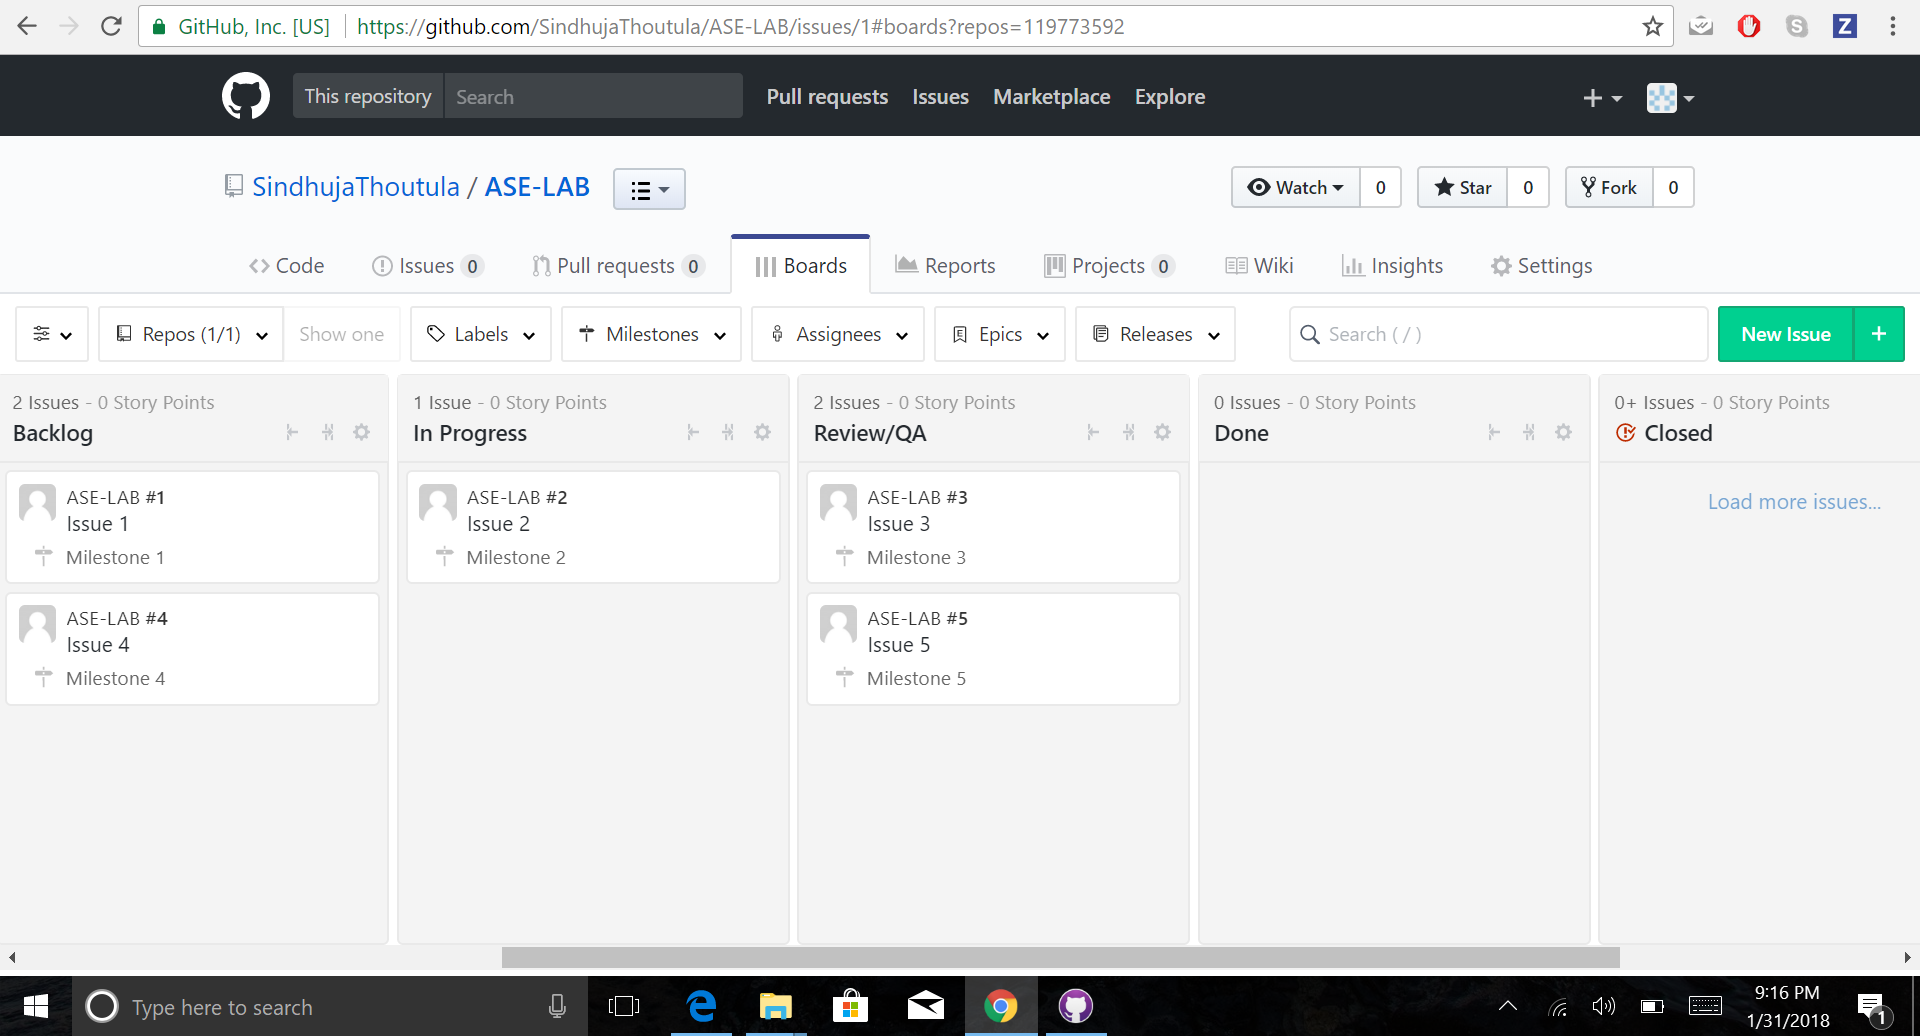 GitHub, Inc. [US]
https://github.com/SindhujaThoutula/ASE-LAB/issues/1#boards?repos=119773592
S
Z
This repository
Search
Pull requests
Issues
Marketplace
Explore
SindhujaThoutula / ASE-LAB
Watch
0
Star
0
Fork
0
Code
Issues 0
Pull requests 0
Boards
Reports
Projects 0
Wiki
Insights
Settings
Repos (1/1)
Show one
Labels
Milestones
Assignees
E
Epics
Releases
Search ( / )
New Issue
+
2 Issues - 0 Story Points
Backlog
ASE-LAB #1
Issue 1
Milestone 1
ASE-LAB #4
Issue 4
Milestone 4
1 Issue - 0 Story Points
In Progress
ASE-LAB #2
Issue 2
Milestone 2
2 Issues - 0 Story Points
Review/QA
ASE-LAB #3
Issue 3
Milestone 3
ASE-LAB #5
Issue 5
Milestone 5
0 Issues - 0 Story Points
Done
0+ Issues - 0 Story Points
Closed
Load more issues...
Type here to search
9:16 PM
1/31/2018
1